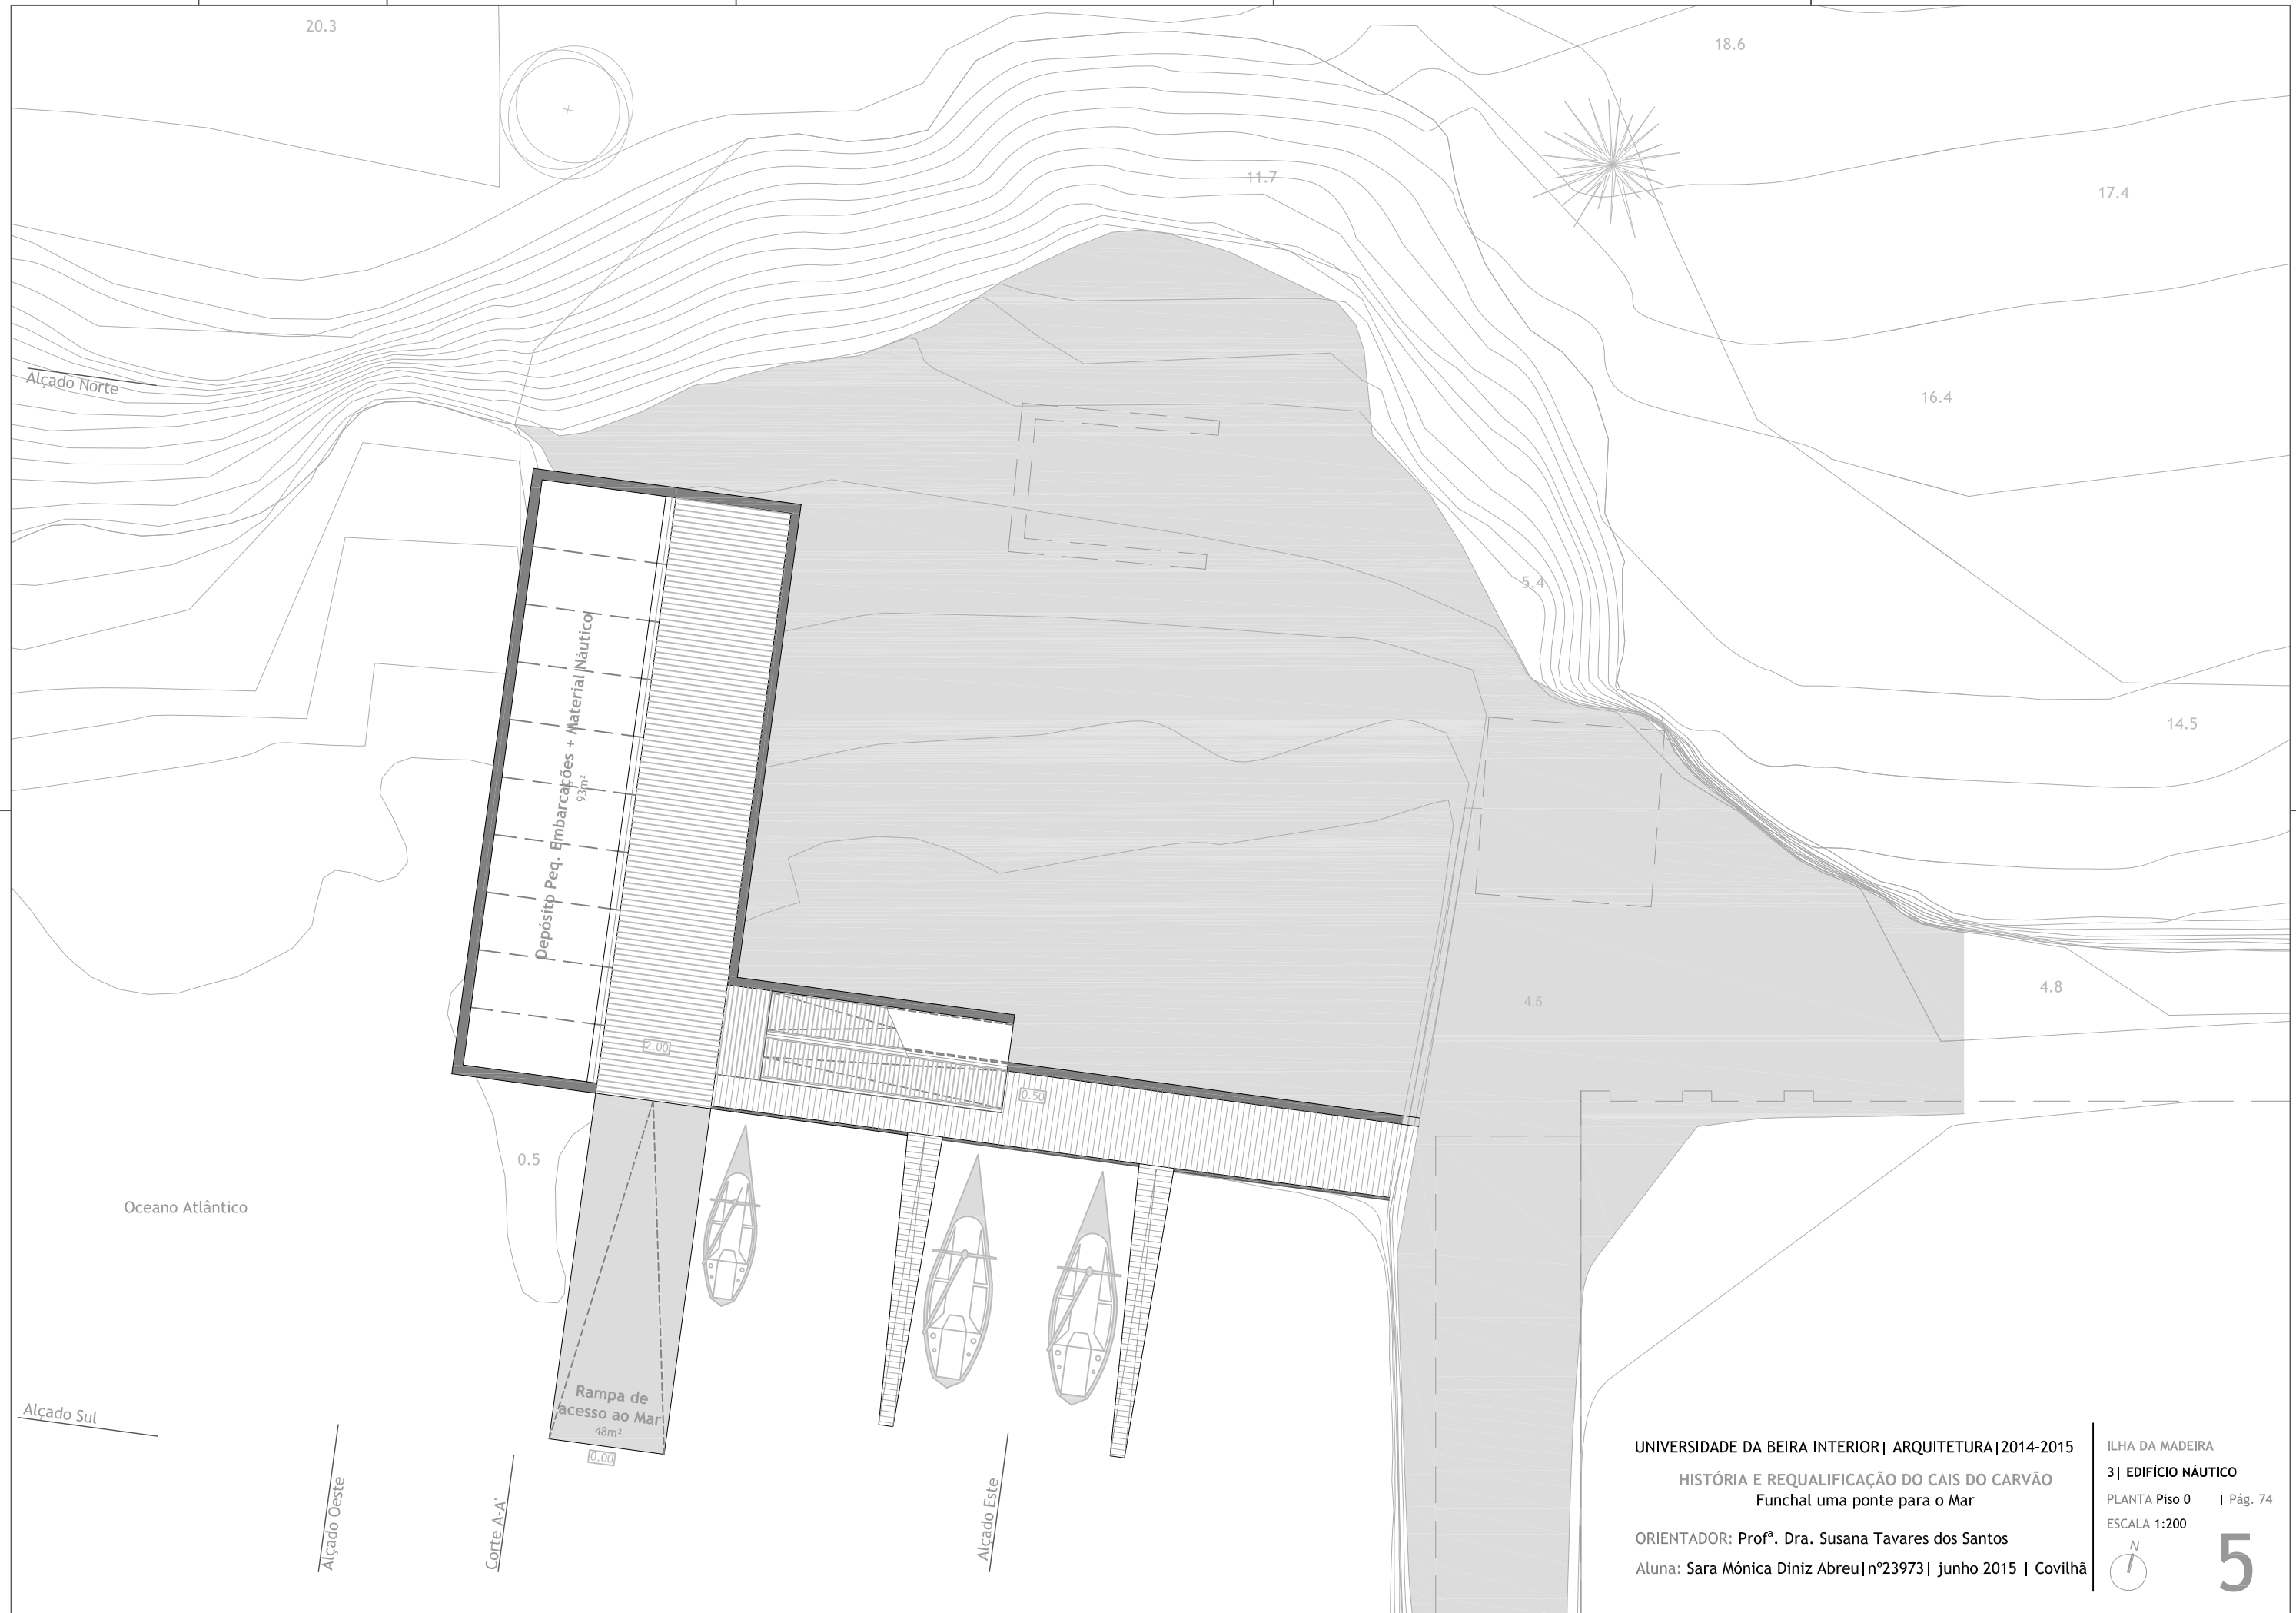 20.3
18.6
11.7
17.4
Alçado Norte
16.4
5.4
Depósito Peq. Embarcações + Material Náutico
93m²
14.5
4.5
4.8
2.00
0.50
0.5
Oceano Atlântico
Rampa de
acesso ao Mar
48m²
0.00
Alçado Sul
Alçado Oeste
Corte A-A'
Alçado Este
UNIVERSIDADE DA BEIRA INTERIOR| ARQUITETURA|2014-2015
HISTÓRIA E REQUALIFICAÇÃO DO CAIS DO CARVÃO
Funchal uma ponte para o Mar
ORIENTADOR: Profª. Dra. Susana Tavares dos Santos
Aluna: Sara Mónica Diniz Abreu|nº23973| junho 2015 | Covilhã
ILHA DA MADEIRA
3| EDIFÍCIO NÁUTICO
PLANTA Piso 0 | Pág. 74
ESCALA 1:200
N
5